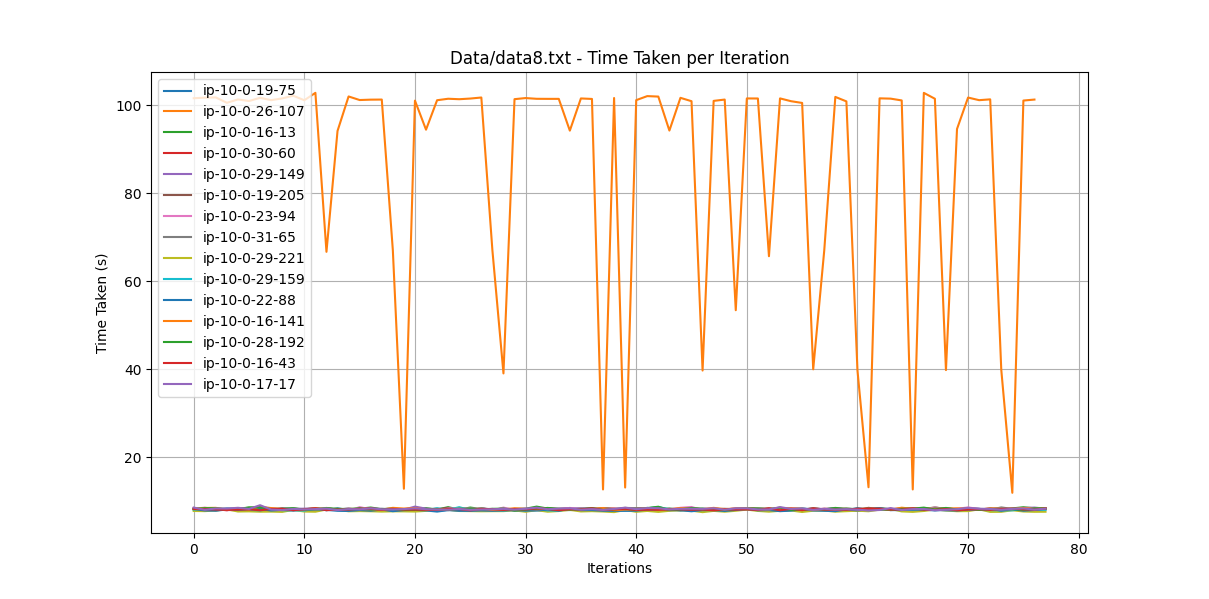 Data/data8.txt - Time Taken per Iteration
Time Taken (s)
100
80
60
40
20
ip-10-0-19-75
ip-10-0-26-107
ip-10-0-16-13
ip-10-0-30-60
ip-10-0-29-149
ip-10-0-19-205
ip-10-0-23-94
ip-10-0-31-65
ip-10-0-29-221
ip-10-0-29-159
ip-10-0-22-88
ip-10-0-16-141
ip-10-0-28-192
ip-10-0-16-43
ip-10-0-17-17
0 10 20 30 40 50 60 70 80
Iterations